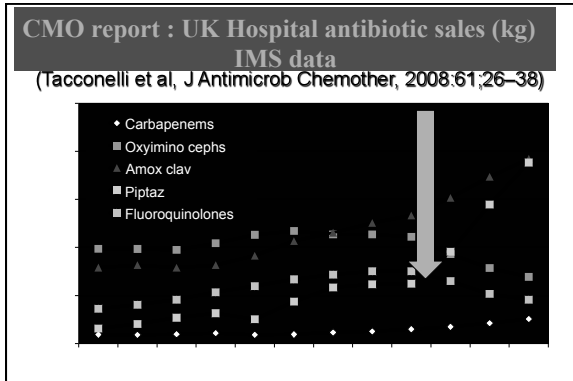 CMO report : UK Hospital antibiotic sales (kg)
IMS data
(Tacconelli et al, J Antimicrob Chemother, 2008:61;26–38)
Carbapenems
Oxyimino cephs
Amox clav
Piptaz
Fluoroquinolones